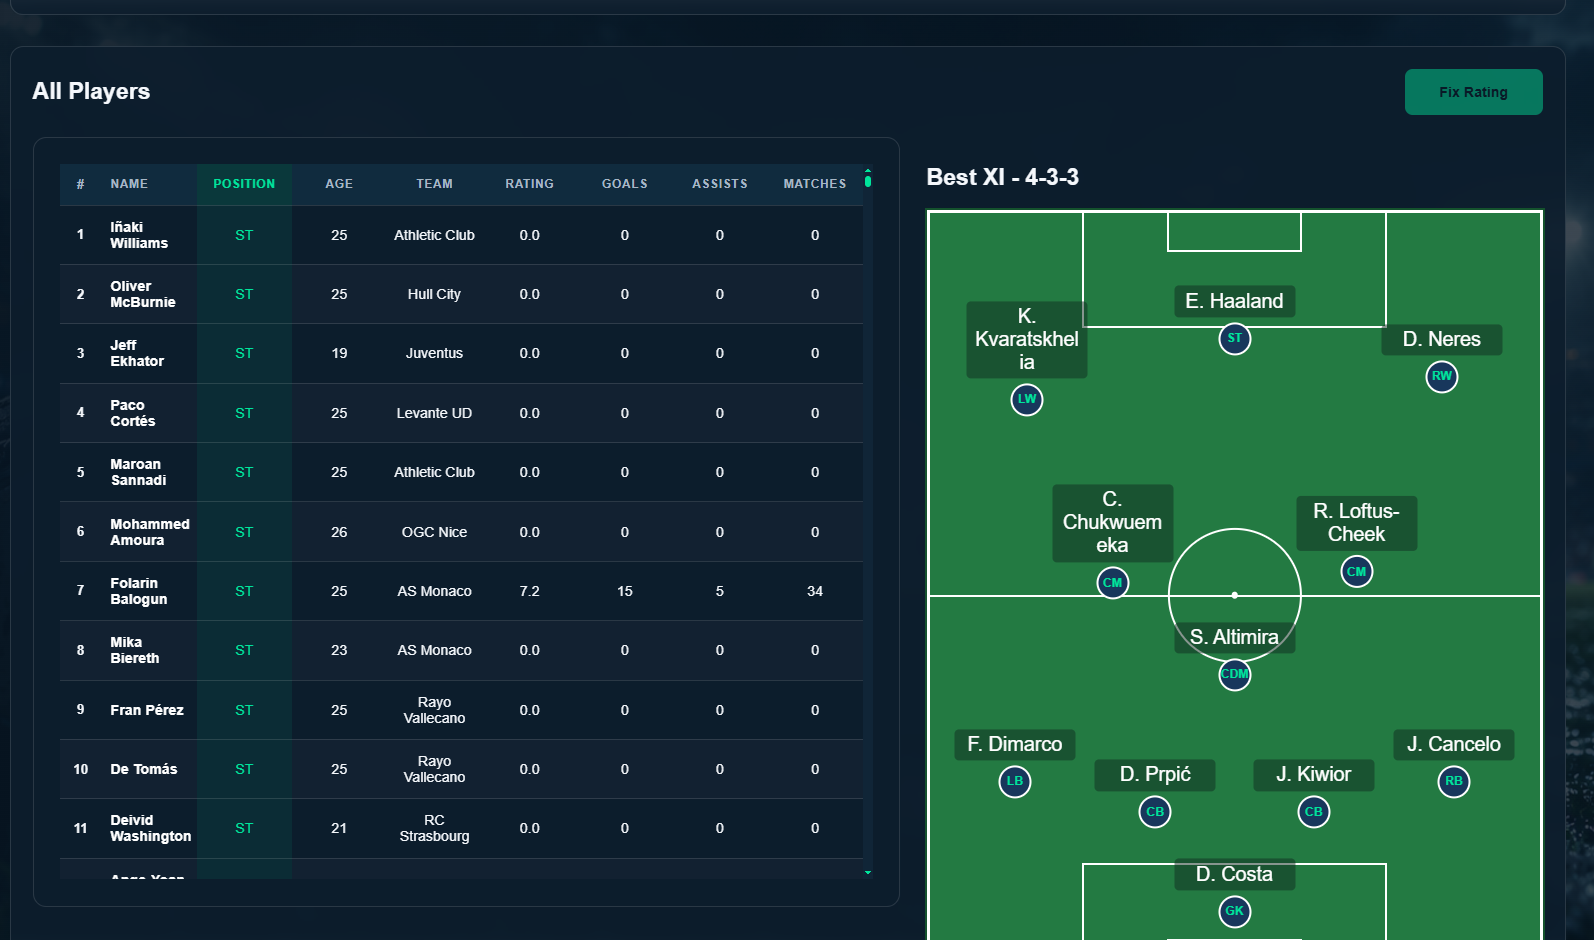 All Players
Fix Rating
# NAME POSITION AGE TEAM RATING GOALS ASSISTS MATCHES
1 Iñaki Williams ST 25 Athletic Club 0.0 0 0 0
2 Oliver McBurnie ST 25 Hull City 0.0 0 0 0
3 Jeff Ekhator ST 19 Juventus 0.0 0 0 0
4 Paco Cortés ST 25 Levante UD 0.0 0 0 0
5 Maroan Sannadi ST 25 Athletic Club 0.0 0 0 0
6 Mohammed Amoura ST 26 OGC Nice 0.0 0 0 0
7 Folarin Balogun ST 25 AS Monaco 7.2 15 5 34
8 Mika Biereth ST 23 AS Monaco 0.0 0 0 0
9 Fran Pérez ST 25 Rayo Vallecano 0.0 0 0 0
10 De Tomás ST 25 Rayo Vallecano 0.0 0 0 0
11 Deivid Washington ST 21 RC Strasbourg 0.0 0 0 0
Best XI - 4-3-3
E. Haaland
ST
K.
Kvaratskhel
ia
LW
D. Neres
RW
C.
Chukwuem
eka
CM
R. Loftus-
Cheek
CM
S. Altimira
CDM
F. Dimarco
LB
D. Prpić
CB
J. Kiwior
CB
J. Cancelo
RB
D. Costa
GK